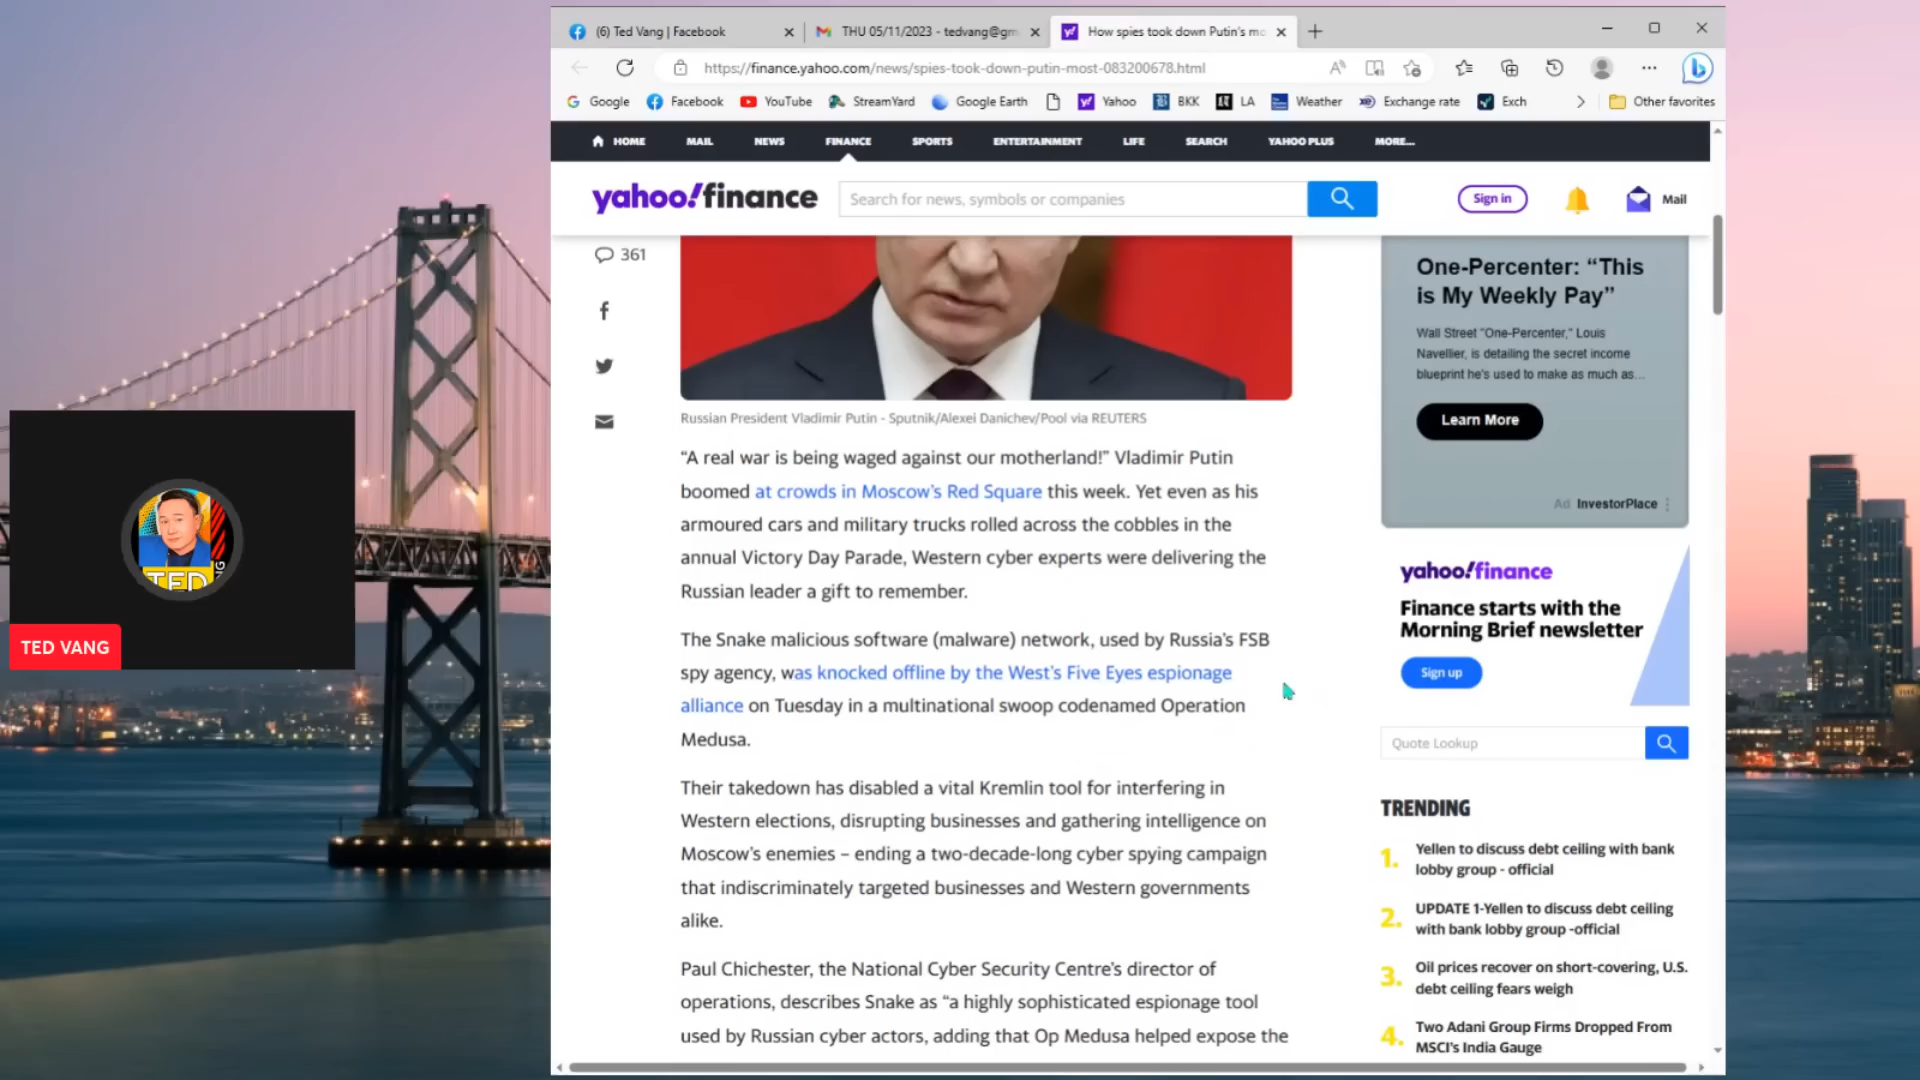 (6) Ted Vang | Facebook
THU 05/11/2023 - tedvang@gm
How spies took down Putin's mo
https://finance.yahoo.com/news/spies-took-down-putin-most-083200678.html
Google
Facebook
YouTube
StreamYard
Google Earth
Yahoo
BKK
LA
Weather
Exchange rate
Exch
Other favorites
HOME
MAIL
NEWS
FINANCE
SPORTS
ENTERTAINMENT
LIFE
SEARCH
YAHOO PLUS
MORE...
yahoo!finance
Search for news, symbols or companies
Sign in
Mail
361
Russian President Vladimir Putin - Sputnik/Alexei Danichev/Pool via REUTERS
“A real war is being waged against our motherland!” Vladimir Putin
boomed at crowds in Moscow’s Red Square this week. Yet even as his
armoured cars and military trucks rolled across the cobbles in the
annual Victory Day Parade, Western cyber experts were delivering the
Russian leader a gift to remember.
The Snake malicious software (malware) network, used by Russia’s FSB
spy agency, was knocked offline by the West’s Five Eyes espionage
alliance on Tuesday in a multinational swoop codenamed Operation
Medusa.
Their takedown has disabled a vital Kremlin tool for interfering in
Western elections, disrupting businesses and gathering intelligence on
Moscow’s enemies – ending a two-decade-long cyber spying campaign
that indiscriminately targeted businesses and Western governments
alike.
Paul Chichester, the National Cyber Security Centre’s director of
operations, describes Snake as “a highly sophisticated espionage tool
used by Russian cyber actors, adding that Op Medusa helped expose the
One-Percenter: “This
is My Weekly Pay”
Wall Street "One-Percenter," Louis
Navellier, is detailing the secret income
blueprint he's used to make as much as...
Learn More
Ad InvestorPlace
yahoo!finance
Finance starts with the
Morning Brief newsletter
Sign up
Quote Lookup
TRENDING
1. Yellen to discuss debt ceiling with bank
lobby group - official
2. UPDATE 1-Yellen to discuss debt ceiling
with bank lobby group -official
3. Oil prices recover on short-covering, U.S.
debt ceiling fears weigh
4. Two Adani Group Firms Dropped From
MSCI's India Gauge
TED
TED VANG